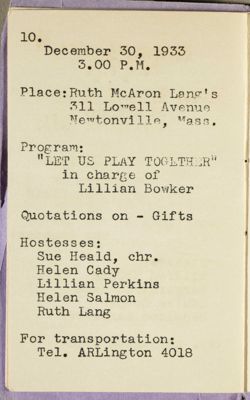 10.
December 30, 1933
3.00 P.M.
Place: Ruth McAron Lang's
311 Lowell Avenue
Newtonville, Mass.
Program:
"LET US PLAY TOGETHER"
in charge of
Lillian Bowker
Quotations on - Gifts
Hostesses:
Sue Heald, chr.
Helen Cady
Lillian Perkins
Helen Salmon
Ruth Lang
For transportation:
Tel. ARLington 4018